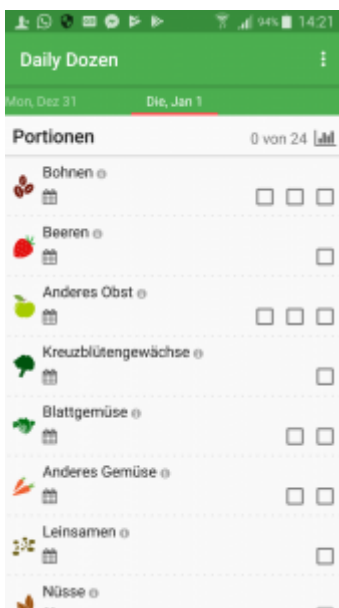 94% 14:21
Daily Dozen
Mon, Dez 31 Die, Jan 1
Portionen 0 von 24
Bohnen
Beeren
Anderes Obst
Kreuzblütengewächse
Blattgemüse
Anderes Gemüse
Leinsamen
Nüsse